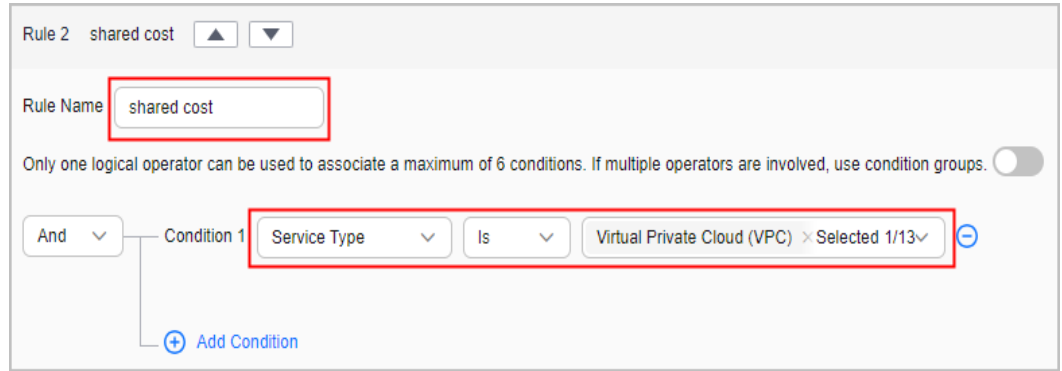 Rule 2 shared cost
Rule Name shared cost
Only one logical operator can be used to associate a maximum of 6 conditions. If multiple operators are involved, use condition groups.
And Condition 1 Service Type Is Virtual Private Cloud (VPC) × Selected 1/13
Add Condition